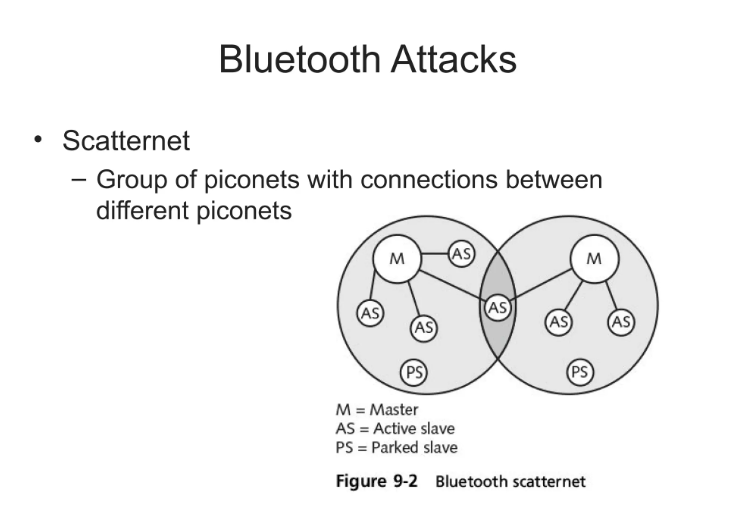 Bluetooth Attacks
• Scatternet
– Group of piconets with connections between
different piconets
M
AS
M
AS
AS
AS
AS
AS
PS
PS
M = Master
AS = Active slave
PS = Parked slave
Figure 9-2 Bluetooth scatternet